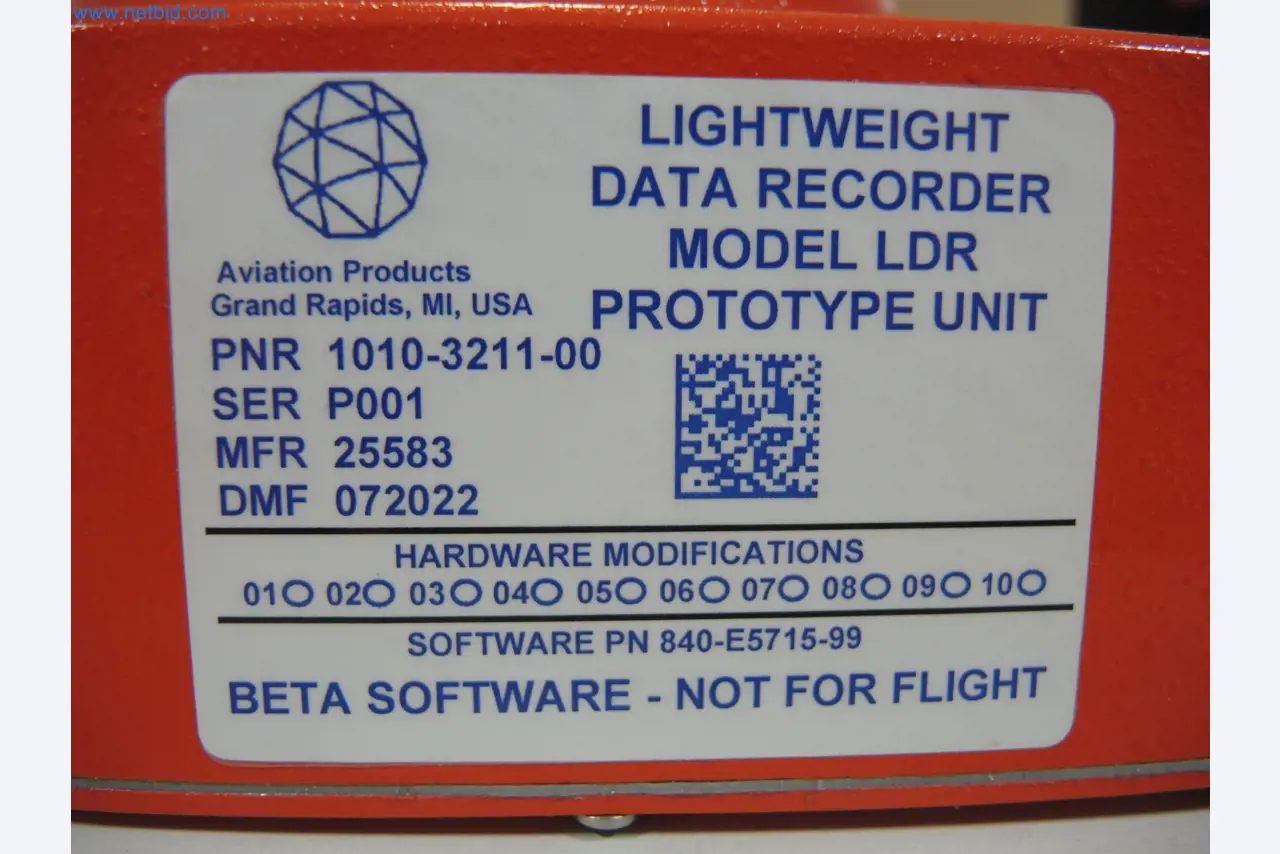 www.netbid.com
LIGHTWEIGHT
DATA RECORDER
MODEL LDR
PROTOTYPE UNIT
Aviation Products
Grand Rapids, MI, USA
PNR 1010-3211-00
SER P001
MFR 25583
DMF 072022
HARDWARE MODIFICATIONS
01 02 03 04 05 06 07 08 09 10
SOFTWARE PN 840-E5715-99
BETA SOFTWARE - NOT FOR FLIGHT